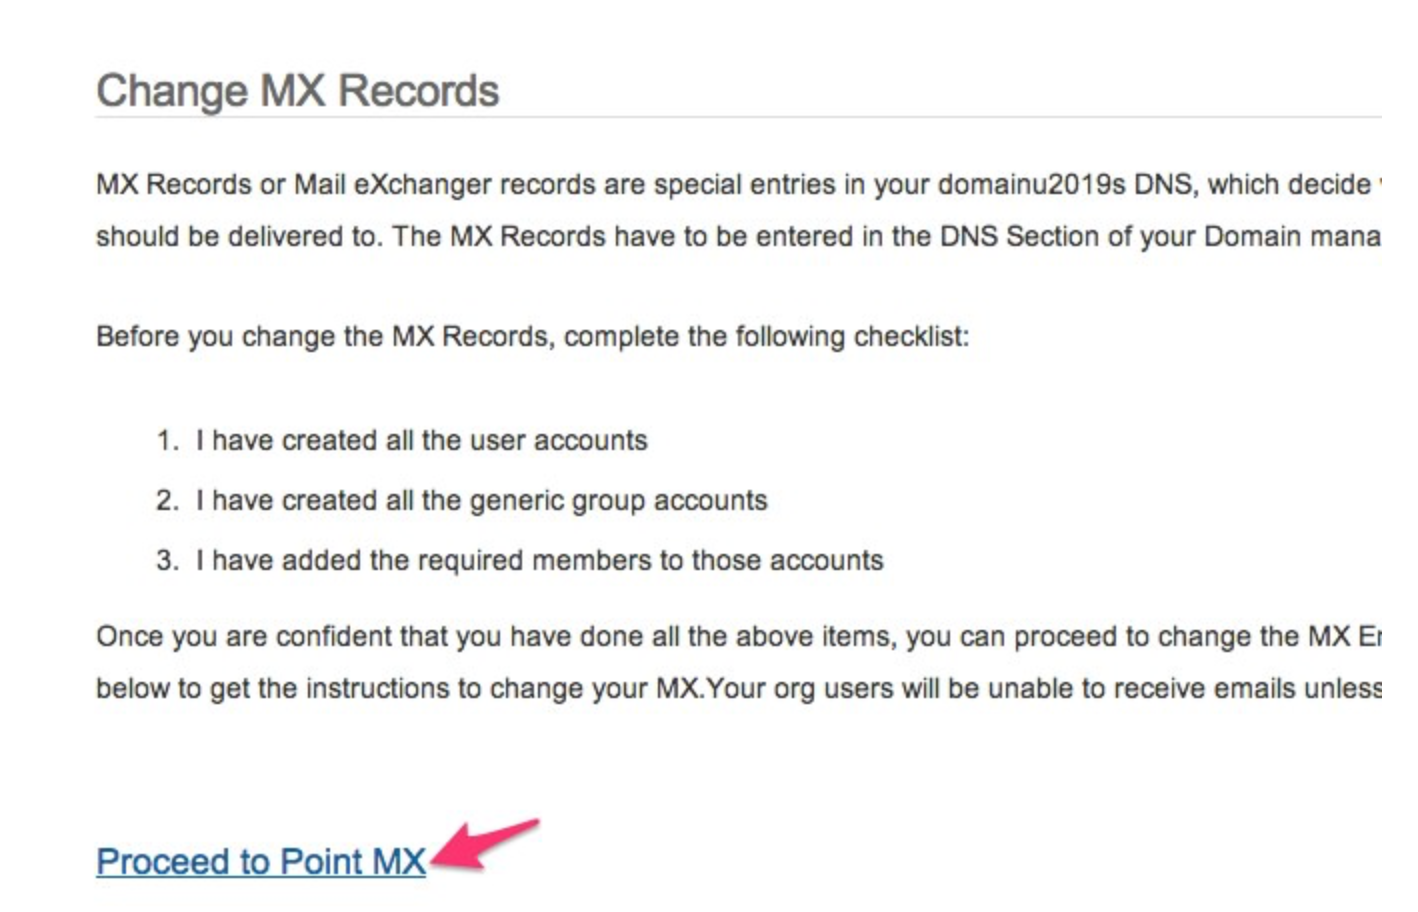 Change MX Records
MX Records or Mail eXchanger records are special entries in your domainu2019s DNS, which decide
should be delivered to. The MX Records have to be entered in the DNS Section of your Domain mana
Before you change the MX Records, complete the following checklist:
1. I have created all the user accounts
2. I have created all the generic group accounts
3. I have added the required members to those accounts
Once you are confident that you have done all the above items, you can proceed to change the MX
below to get the instructions to change your MX.Your org users will be unable to receive emails unless
Proceed to Point MX